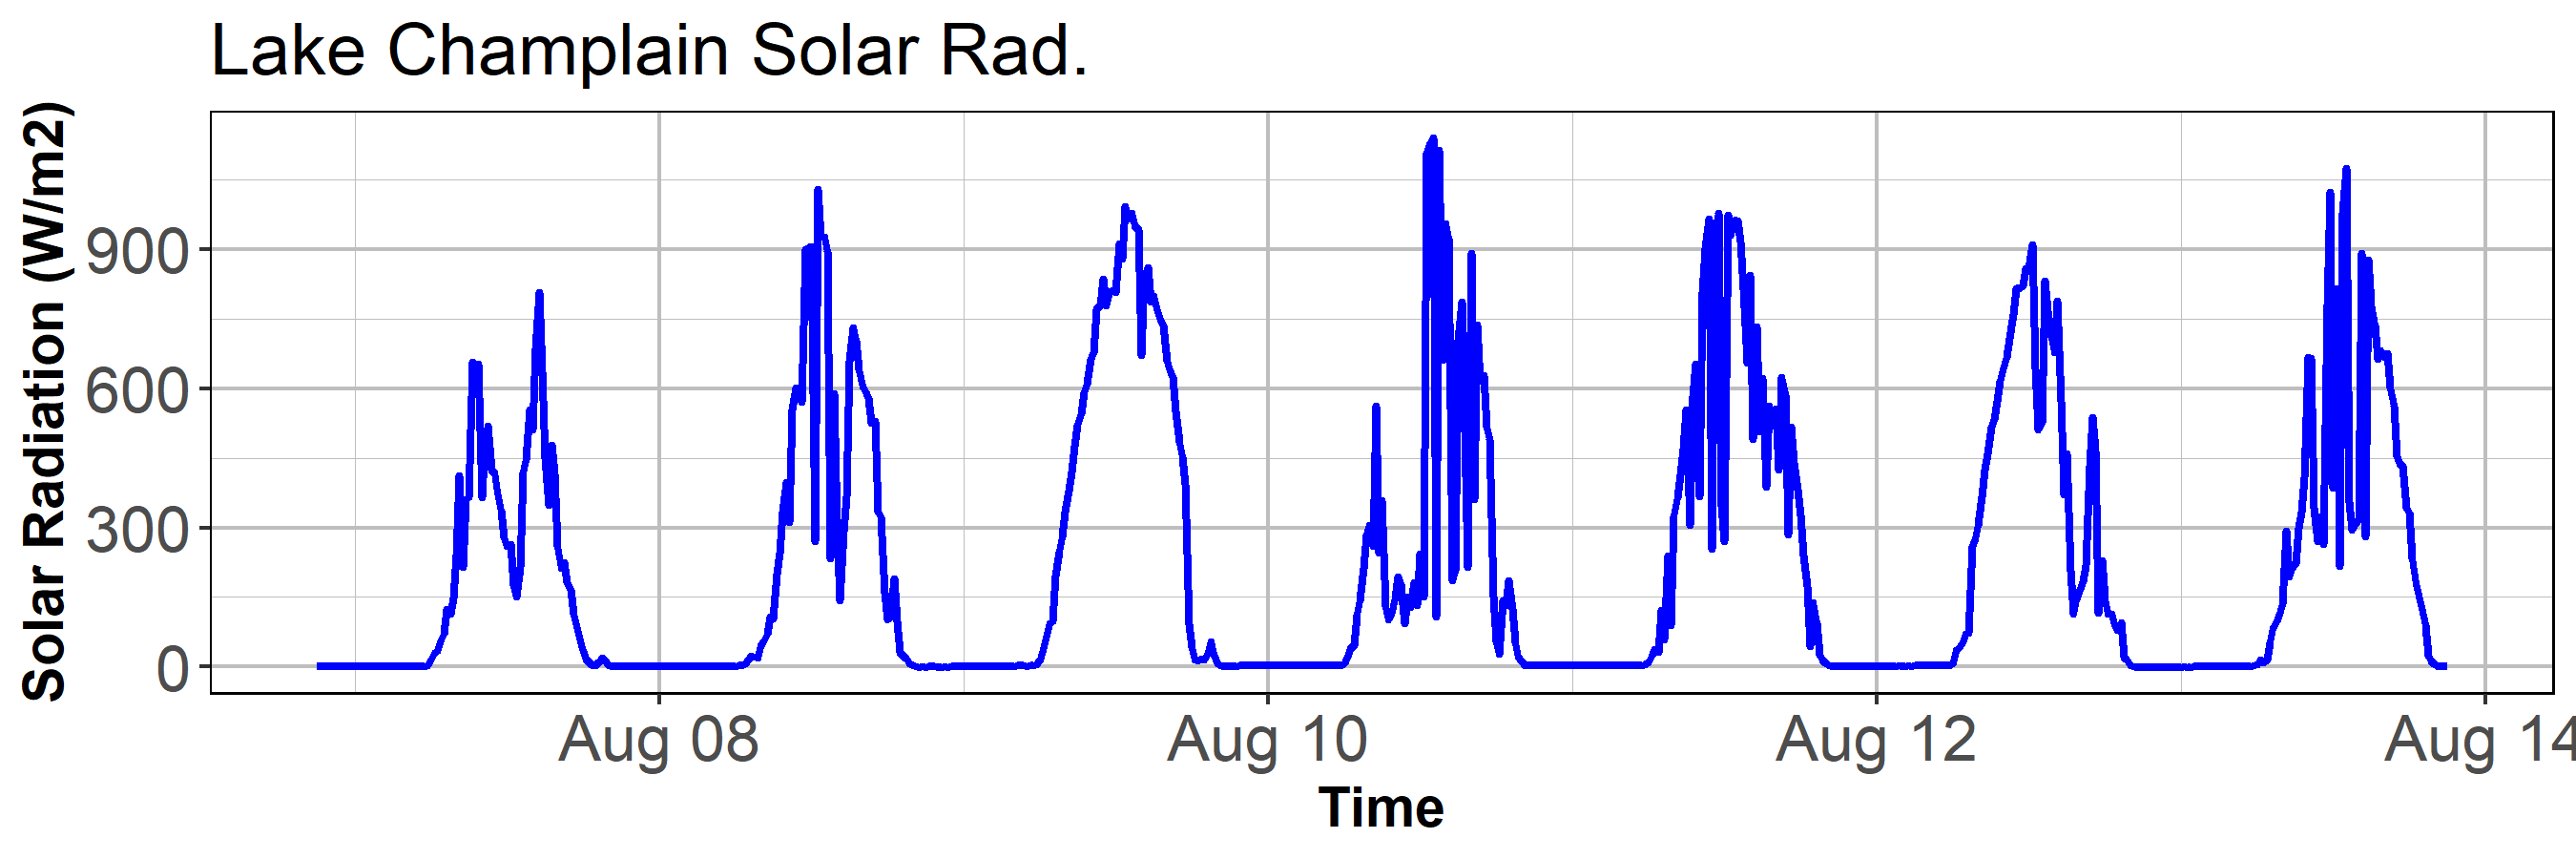 Lake Champlain Solar Rad.
Solar Radiation (W/m2)
900
600
300
0
Aug 08
Aug 10
Aug 12
Aug 14
Time